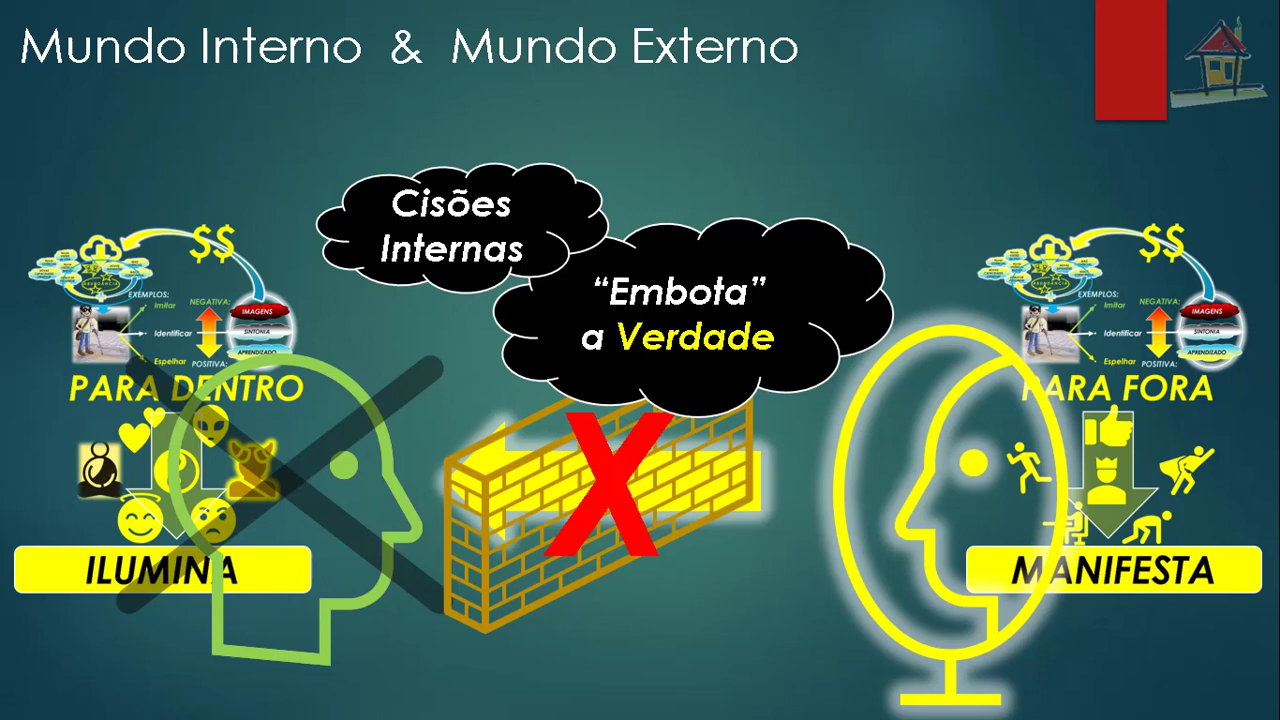 Mundo Interno & Mundo Externo
Cisões
Internas
“Embota”
a Verdade
$$
EXEMPLOS:
Imitar
Identificar
Espelhar
NEGATIVA:
POSITIVA:
IMAGENS
SINTONIA
APRENDIZADO
PARA DENTRO
ILUMINA
X
$$
EXEMPLOS:
Imitar
Identificar
Espelhar
NEGATIVA:
POSITIVA:
IMAGENS
SINTONIA
APRENDIZADO
PARA FORA
MANIFESTA